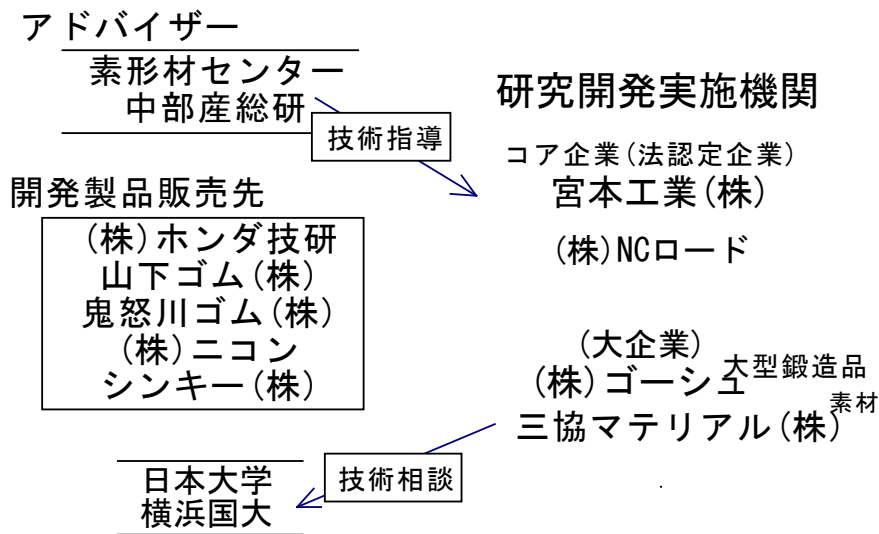 アドバイザー
素形材センター
中部産総研
技術指導
研究開発実施機関
コア企業(法認定企業)
宮本工業(株)
(株)NCロード
開発製品販売先
(株)ホンダ技研
山下ゴム(株)
鬼怒川ゴム(株)
(株)ニコン
シンキー(株)
(大企業)
(株)ゴーシュ
大型鍛造品
素材
三協マテリアル(株)
技術相談
日本大学
横浜国大